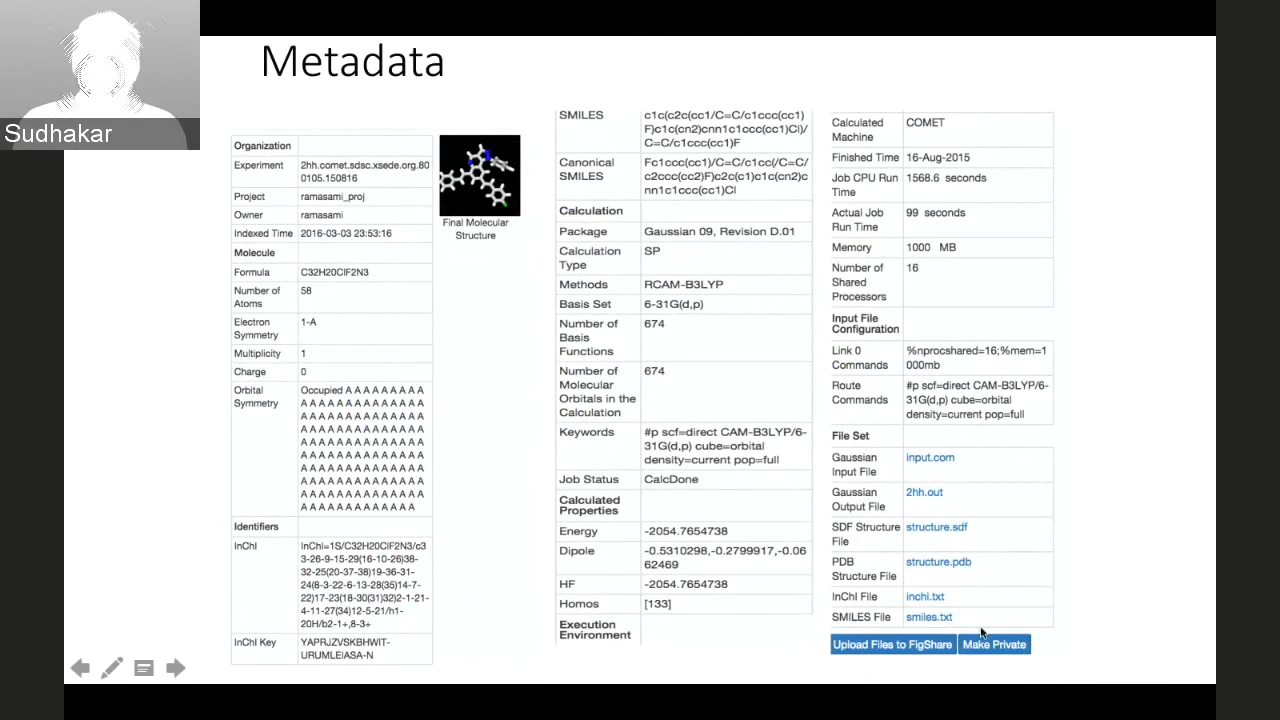 Sudhakar
Metadata
Organization
Experiment 2hh.comet.sdsc.xsede.org.80
0105.150816
Project ramasami_proj
Owner ramasami
Indexed Time 2016-03-03 23:53:16
Molecule
Formula C32H20ClF2N3
Number of 58
Atoms
Electron 1-A
Symmetry
Multiplicity 1
Charge 0
Orbital Occupied A A A A A A A A A
Symmetry A A A A A A A A A A A A A
A A A A A A A A A A A A A
A A A A A A A A A A A A A
A A A A A A A A A A A A A
A A A A A A A A A A A A A
A A A A A A A A A A A A A
A A A A A A A A A A A A A
A A A A A A A A A A A A A
A A A A A A A A A A A A
Identifiers
InChI InChI=1S/C32H20ClF2N3/c3
3-26-9-15-29(16-10-26)38-
32-25(20-37-38)19-36-31-
24(8-3-22-6-13-28(35)14-7-
22)17-23(18-30(31)32)2-1-21-
4-11-27(34)12-5-21/h1-
20H/b2-1+,8-3+
InChI Key YAPRJZVSKBHWIT-
URUMLEIASA-N
Final Molecular
Structure
SMILES c1c(c2c(cc1/C=C/c1ccc(cc1)
F)c1c(cn2)cnn1c1ccc(cc1)Cl)/
C=C/c1ccc(cc1)F
Canonical Fc1ccc(cc1)/C=C/c1cc(/C=C/
SMILES c2ccc(cc2)F)c2c(c1)c1c(cn2)c
nn1c1ccc(cc1)Cl
Calculation
Package Gaussian 09, Revision D.01
Calculation SP
Type
Methods RCAM-B3LYP
Basis Set 6-31G(d,p)
Number of 674
Basis
Functions
Number of 674
Molecular
Orbitals in the
Calculation
Keywords #p scf=direct CAM-B3LYP/6-
31G(d,p) cube=orbital
density=current pop=full
Job Status CalcDone
Calculated
Properties
Energy -2054.7654738
Dipole -0.5310298,-0.2799917,-0.06
62469
HF -2054.7654738
Homos [133]
Execution
Environment
Calculated COMET
Machine
Finished Time 16-Aug-2015
Job CPU Run 1568.6 seconds
Time
Actual Job 99 seconds
Run Time
Memory 1000 MB
Number of 16
Shared
Processors
Input File
Configuration
Link 0 %nprocshared=16;%mem=1
Commands 000mb
Route #p scf=direct CAM-B3LYP/6-
Commands 31G(d,p) cube=orbital
density=current pop=full
File Set
Gaussian input.com
Input File
Gaussian 2hh.out
Output File
SDF Structure structure.sdf
File
PDB structure.pdb
Structure File
InChI File inchi.txt
SMILES File smiles.txt
Upload Files to FigShare Make Private